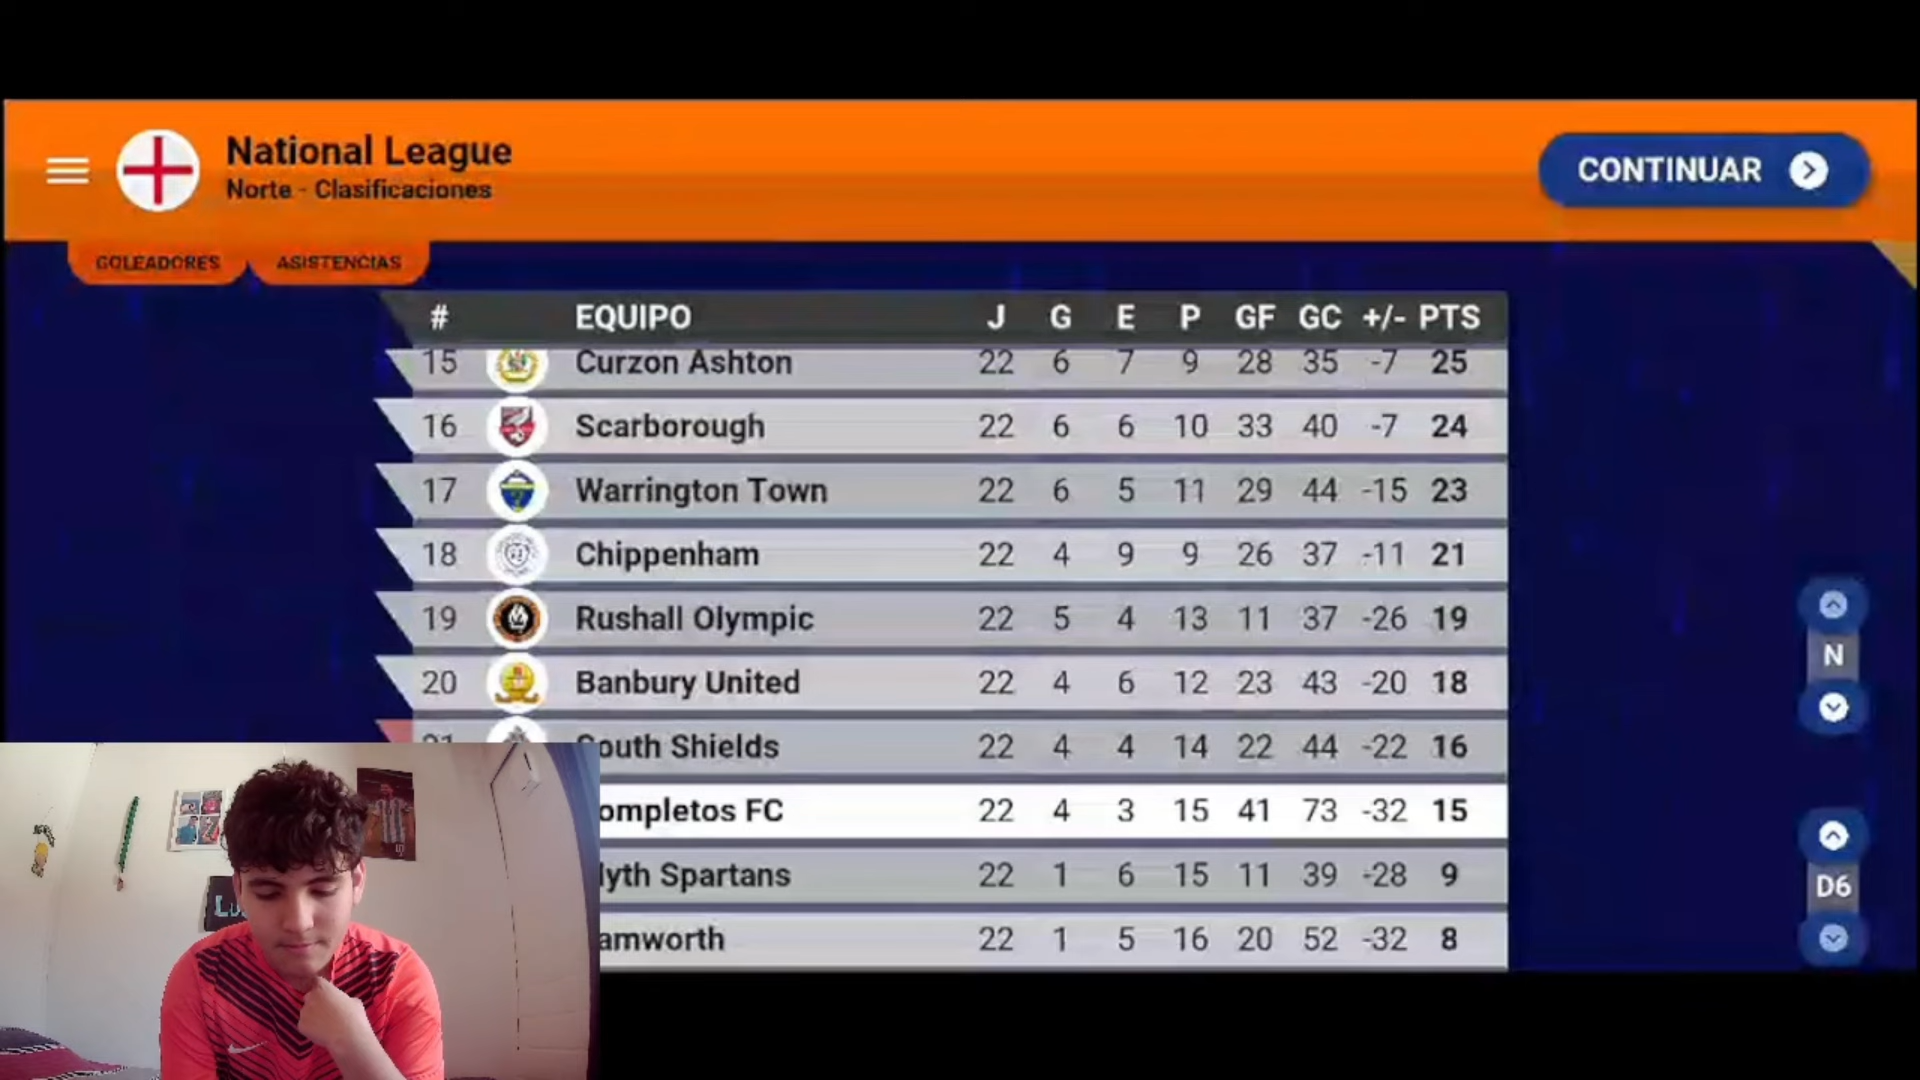 National League
Norte - Clasificaciones
CONTINUAR
GOLEADORES ASISTENCIAS
# EQUIPO J G E P GF GC +/- PTS
15 Curzon Ashton 22 6 7 9 28 35 -7 25
16 Scarborough 22 6 6 10 33 40 -7 24
17 Warrington Town 22 6 5 11 29 44 -15 23
18 Chippenham 22 4 9 9 26 37 -11 21
19 Rushall Olympic 22 5 4 13 11 37 -26 19
20 Banbury United 22 4 6 12 23 43 -20 18
21 South Shields 22 4 4 14 22 44 -22 16
ompletos FC 22 4 3 15 41 73 -32 15
lyth Spartans 22 1 6 15 11 39 -28 9
amworth 22 1 5 16 20 52 -32 8
N
D6